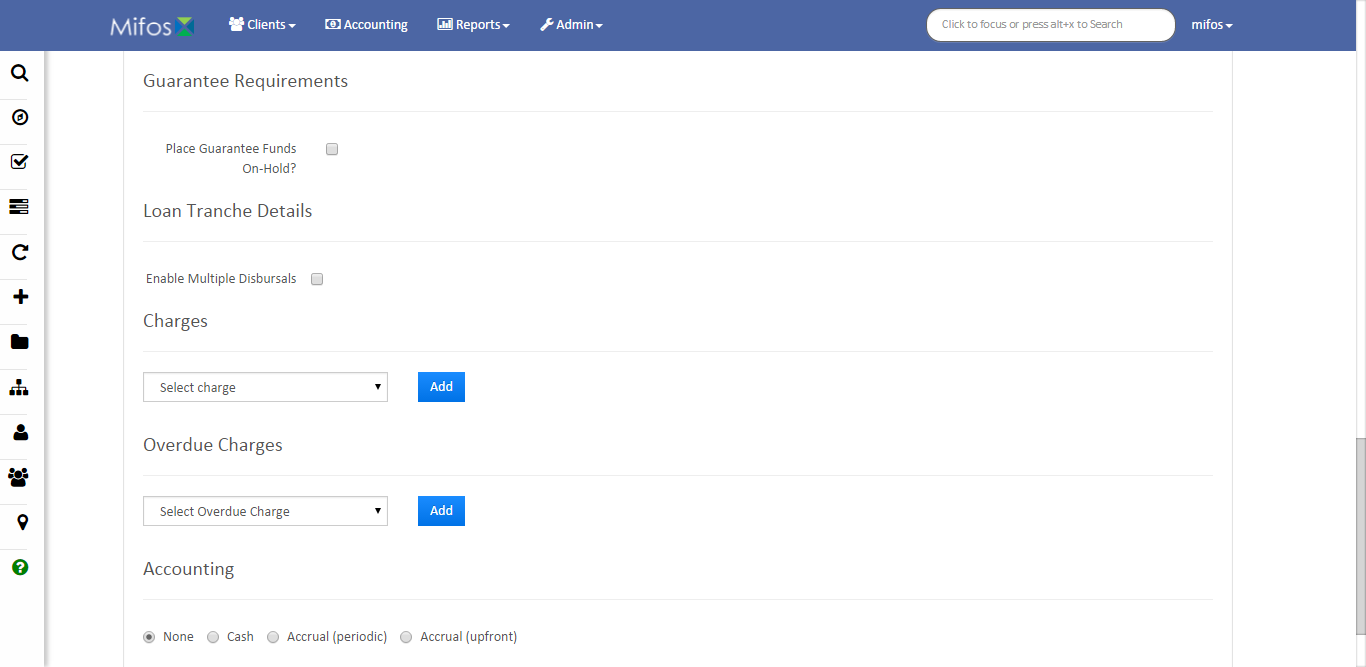 Mifos Clients Accounting Reports Admin Click to focus or press alt+x to Search mifos
Guarantee Requirements
Place Guarantee Funds
On-Hold?
Loan Tranche Details
Enable Multiple Disbursals
Charges
Select charge Add
Overdue Charges
Select Overdue Charge Add
Accounting
None Cash Accrual (periodic) Accrual (upfront)